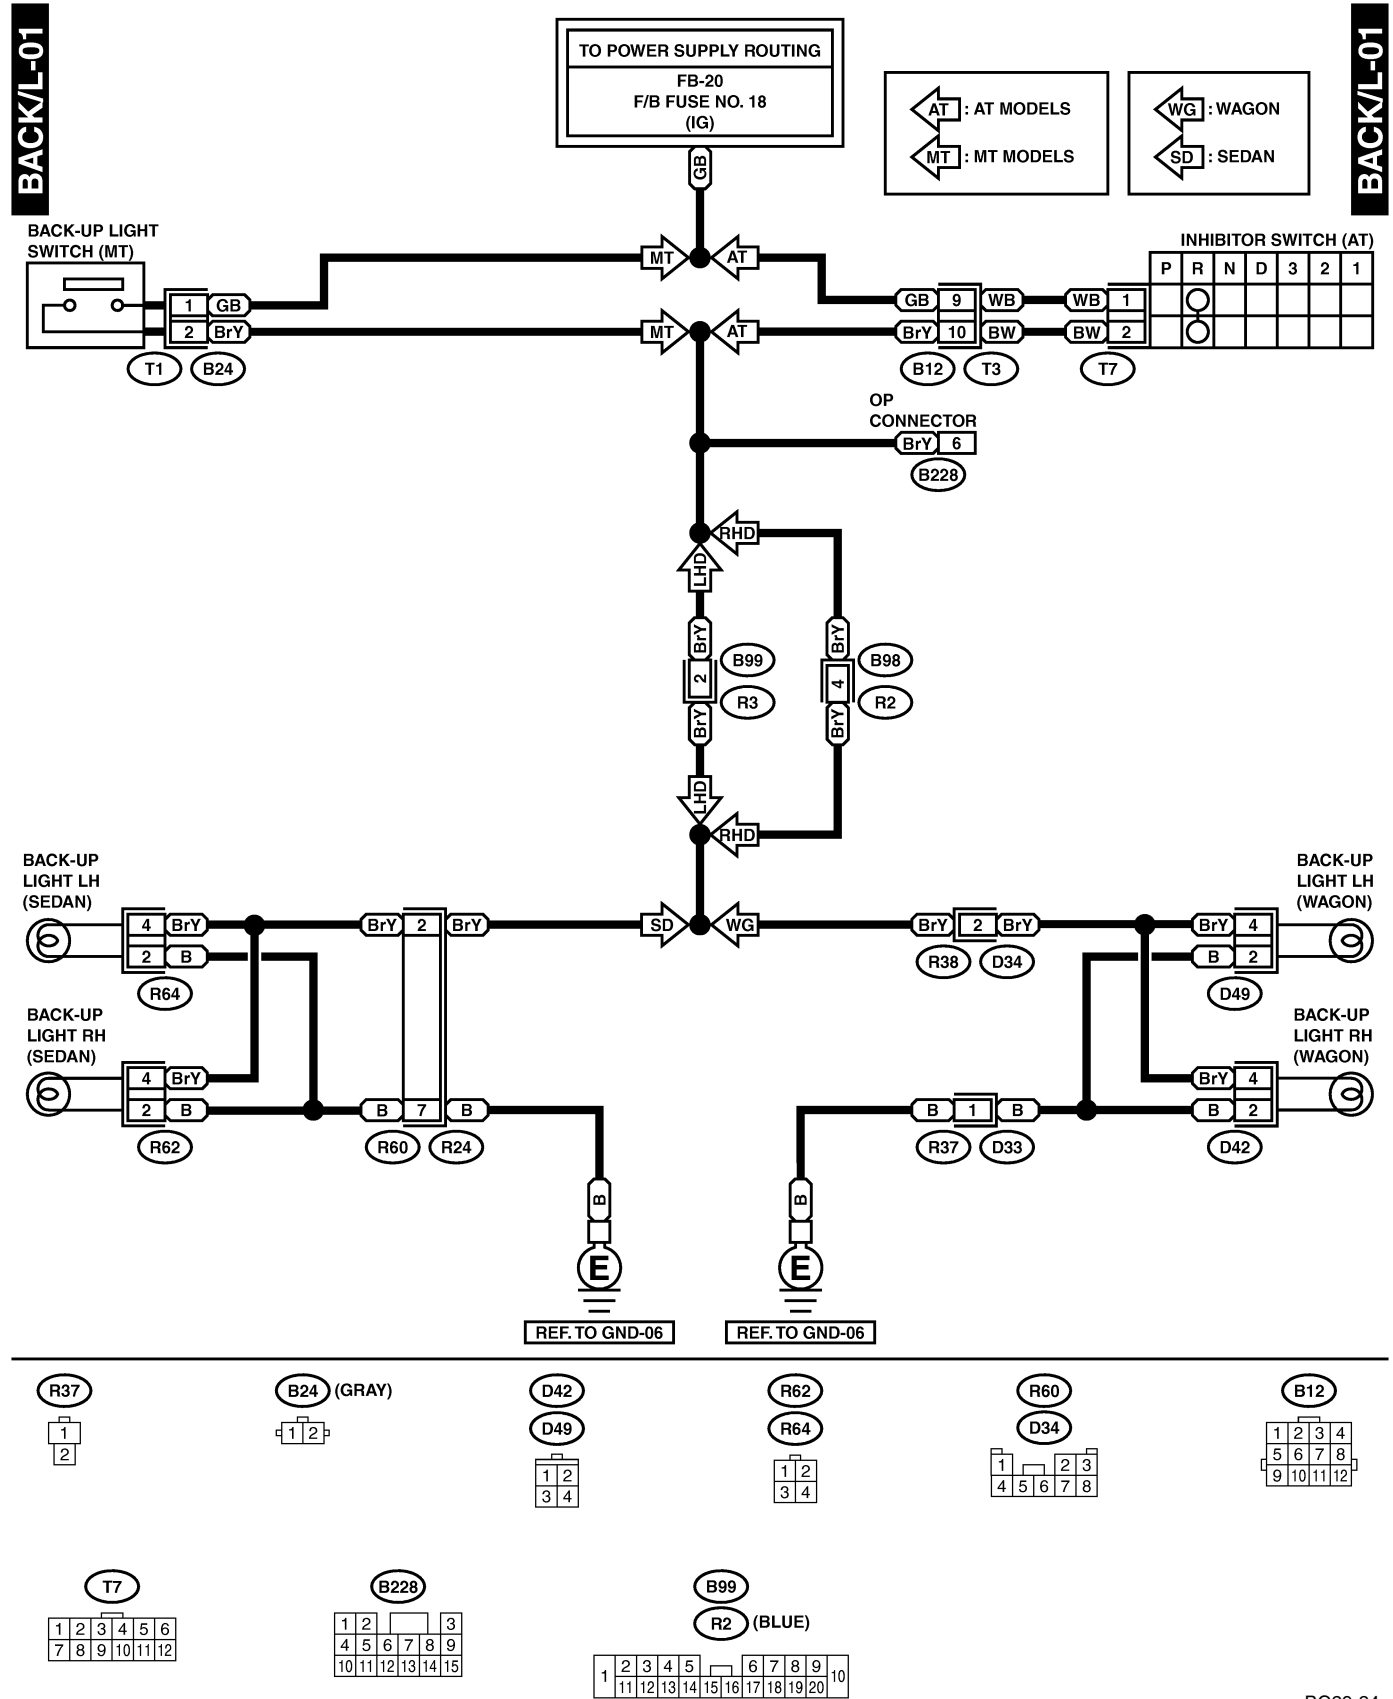 BACK/L-01
BACK/L-01
TO POWER SUPPLY ROUTING
FB-20
F/B FUSE NO. 18
(IG)
AT : AT MODELS
MT : MT MODELS
WG : WAGON
SD : SEDAN
GB
BACK-UP LIGHT
SWITCH (MT)
INHIBITOR SWITCH (AT)
P R N D 3 2 1
MT AT
1 GB
GB 9 WB WB 1
2 BrY
MT AT
BrY 10 BW BW 2
T1 B24
B12 T3 T7
OP
CONNECTOR
BrY 6
B228
RHD
LHD
BrY
BrY
2
B99
R3
4
B98
R2
BrY
BrY
LHD
RHD
BACK-UP
LIGHT LH
(SEDAN)
BACK-UP
LIGHT LH
(WAGON)
4 BrY
BrY 2 BrY
SD WG
BrY 2 BrY
BrY 4
2 B
B 2
R64
R38 D34
D49
BACK-UP
LIGHT RH
(SEDAN)
BACK-UP
LIGHT RH
(WAGON)
4 BrY
BrY 4
2 B
B 7 B
B 1 B
B 2
R62
R60 R24
R37 D33
D42
B
B
E
E
REF. TO GND-06
REF. TO GND-06
R37
1
2
B24 (GRAY)
1 2
D42
D49
1 2
3 4
R62
R64
1 2
3 4
R60
D34
1 2 3
4 5 6 7 8
B12
1 2 3 4
5 6 7 8
9 10 11 12
T7
1 2 3 4 5 6
7 8 9 10 11 12
B228
1 2 3
4 5 6 7 8 9
10 11 12 13 14 15
B99
R2 (BLUE)
1 2 3 4 5 6 7 8 9 10
11 12 13 14 15 16 17 18 19 20